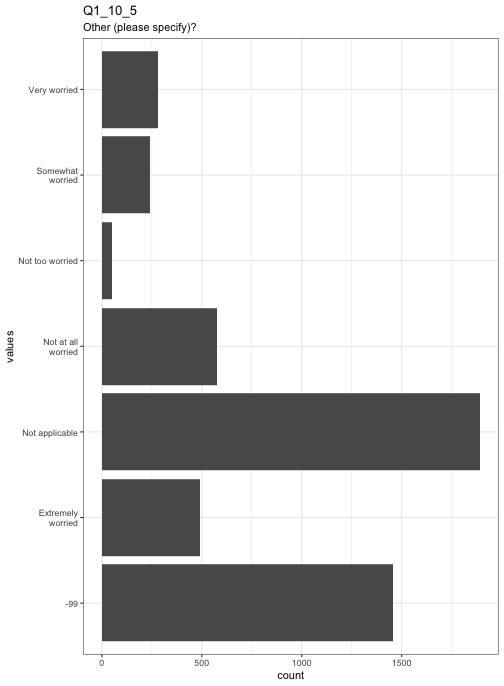 Q1_10_5
Other (please specify)?
Very worried
Somewhat
worried
Not too worried
Not at all
worried
Not applicable
Extremely
worried
-99
values
0
500
1000
1500
count